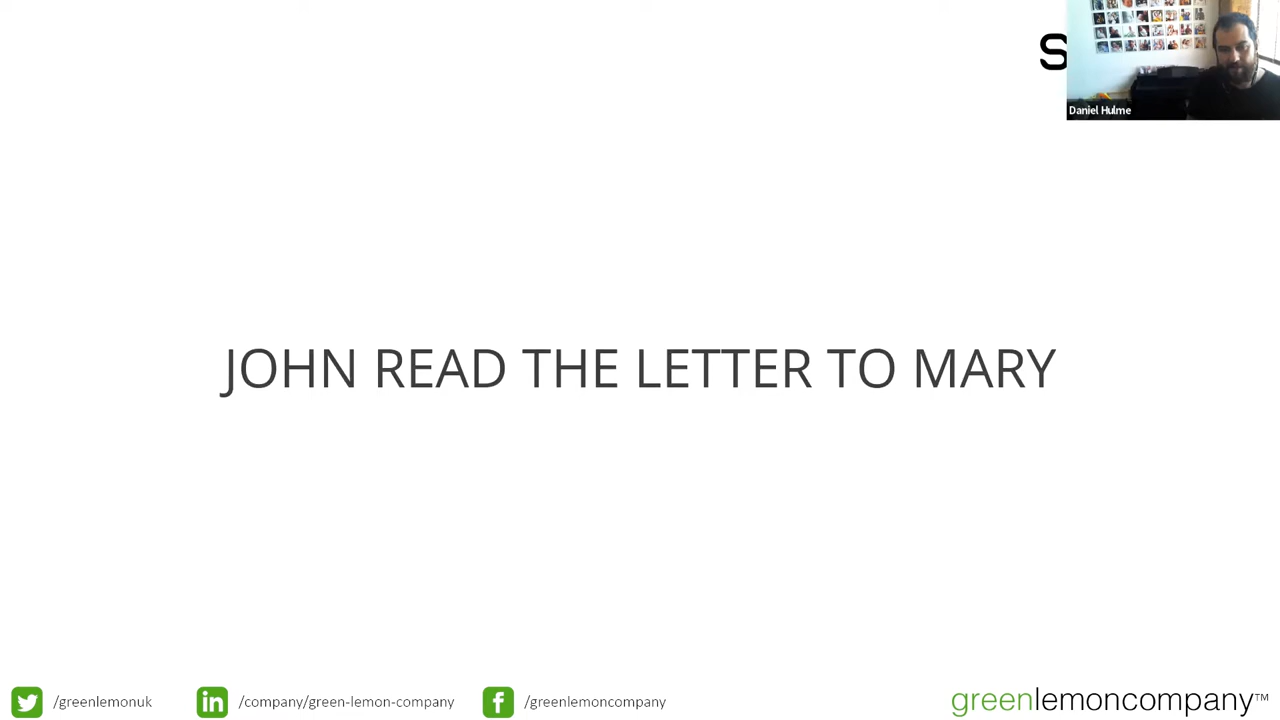 S
Daniel Hulme
JOHN READ THE LETTER TO MARY
/greenlemonuk
/company/green-lemon-company
/greenlemoncompany
greenlemoncompany™